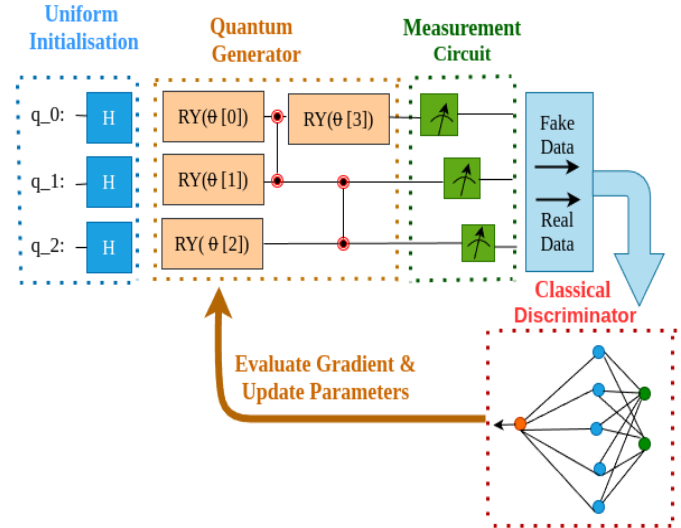 Uniform
Initialisation
Quantum
Generator
Measurement
Circuit
q_0:
H
RY(θ [0])
RY(θ [3])
q_1:
H
RY(θ [1])
q_2:
H
RY( θ [2])
Fake
Data
Real
Data
Classical
Discriminator
Evaluate Gradient &
Update Parameters